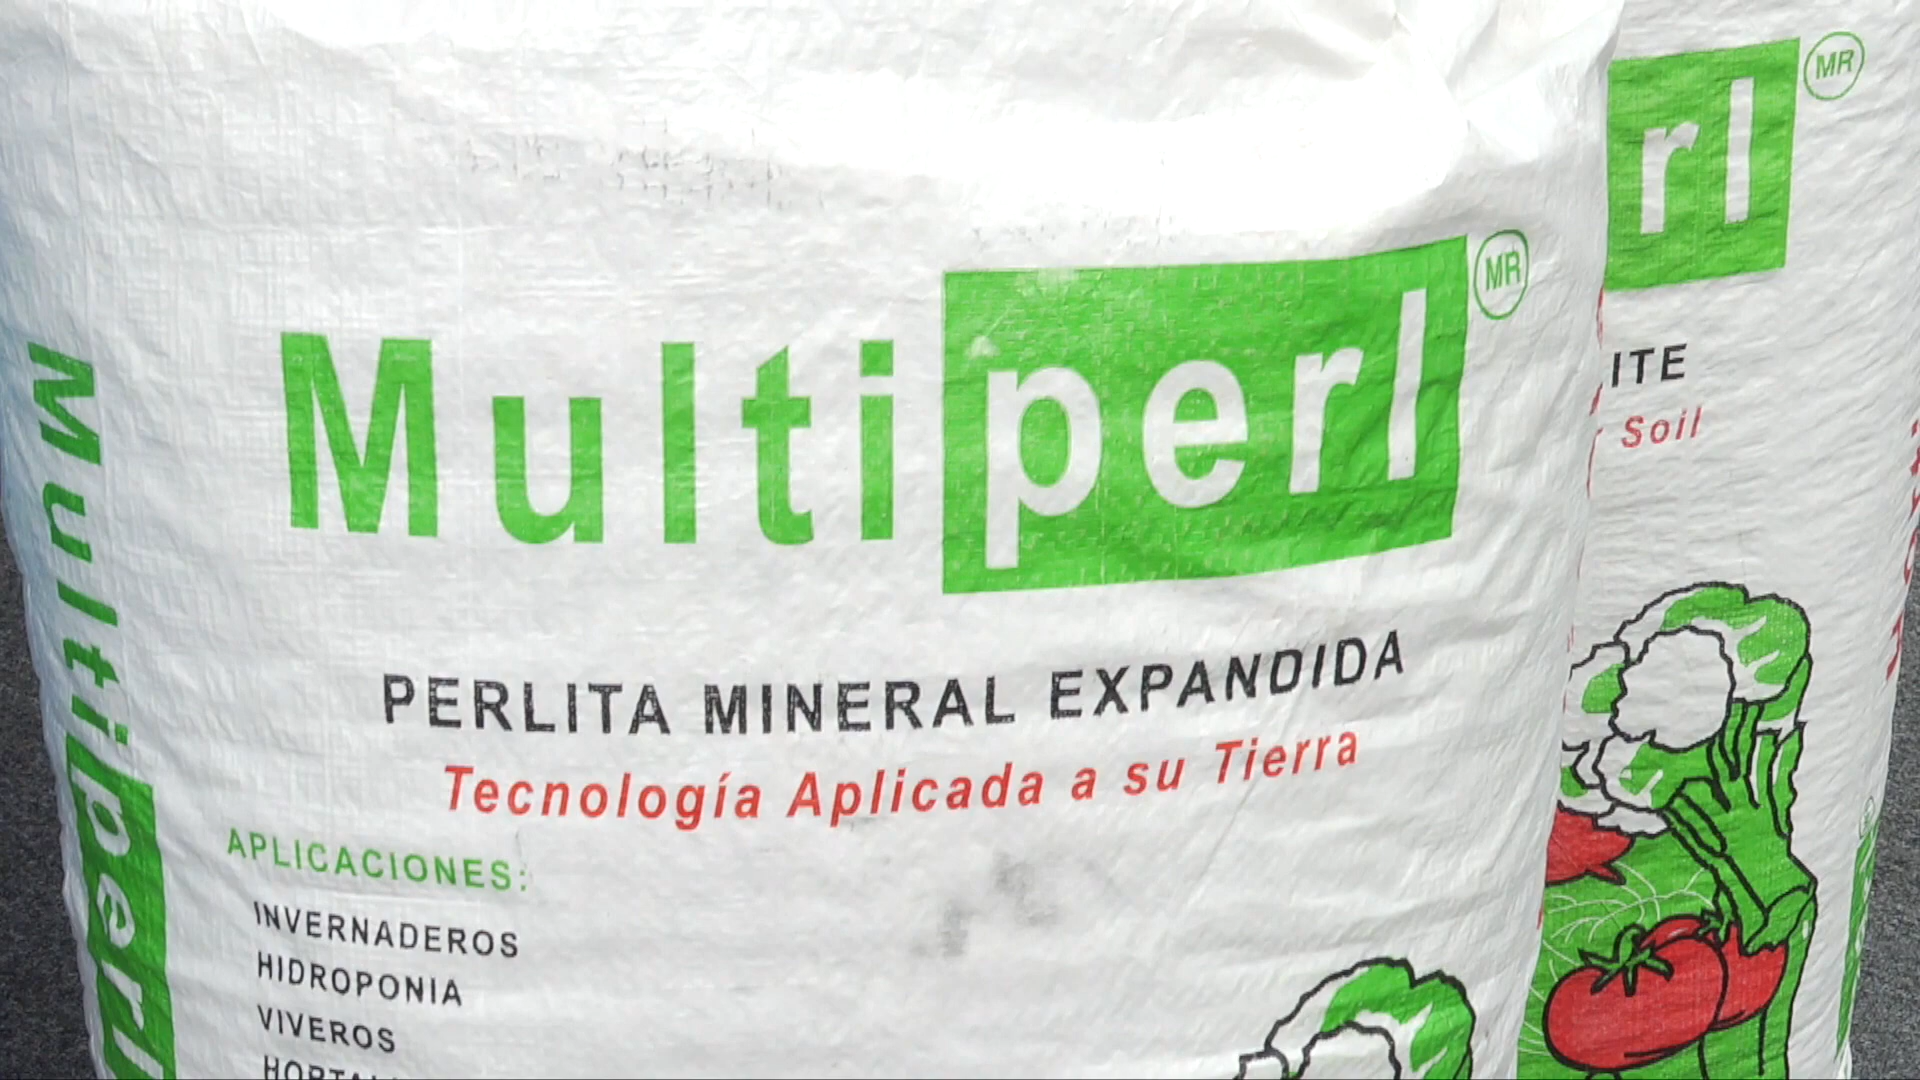 Multiperl MR
PERLITA MINERAL EXPANDIDA
Tecnología Aplicada a su Tierra
APLICACIONES:
INVERNADEROS
HIDROPONIA
VIVEROS
Multiperl
rl MR
ITE
Soil